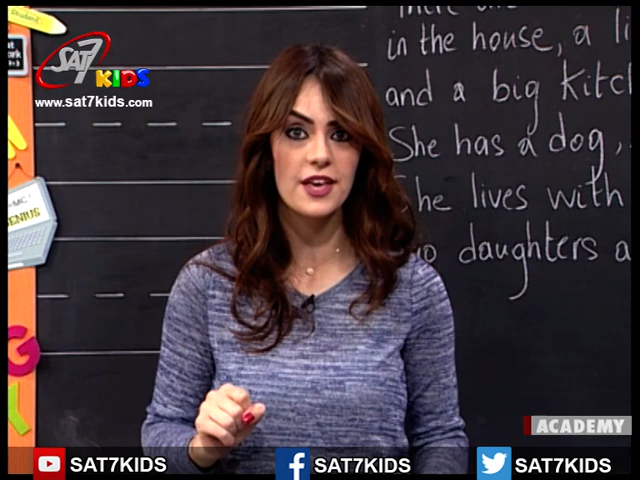 SAT7
KIDS
www.sat7kids.com
GENIUS
in the house, a
and a big
She has a dog,
lives with
daughters
ACADEMY
SAT7KIDS
SAT7KIDS
SAT7KIDS